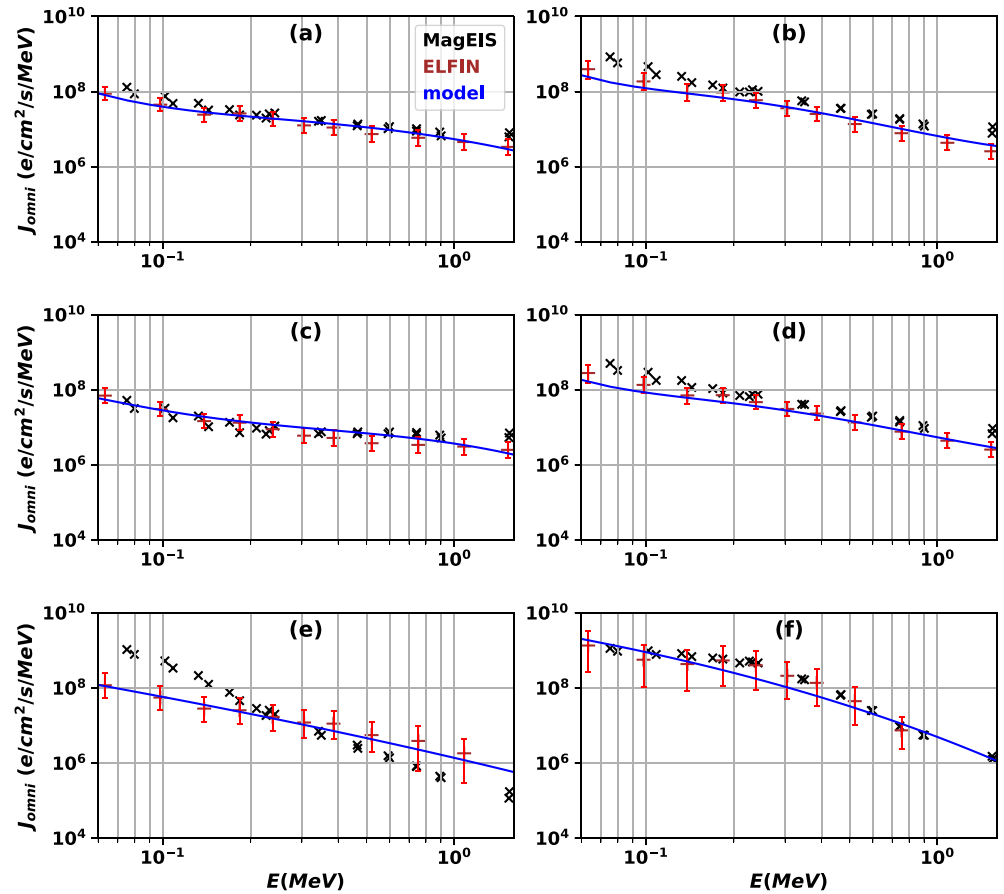 (a)
MagEIS
ELFIN
model
J_omni (e/cm²/s/MeV)
10¹⁰
10⁸
10⁶
10⁴
10⁻¹
10⁰
(b)
10¹⁰
10⁸
10⁶
10⁴
10⁻¹
10⁰
(c)
J_omni (e/cm²/s/MeV)
10¹⁰
10⁸
10⁶
10⁴
10⁻¹
10⁰
(d)
10¹⁰
10⁸
10⁶
10⁴
10⁻¹
10⁰
(e)
J_omni (e/cm²/s/MeV)
10¹⁰
10⁸
10⁶
10⁴
10⁻¹
10⁰
E(MeV)
(f)
10¹⁰
10⁸
10⁶
10⁴
10⁻¹
10⁰
E(MeV)